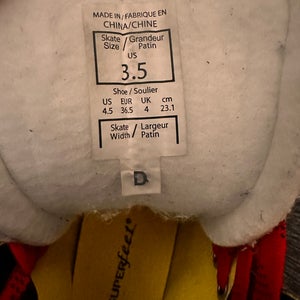 MADE IN / FABRIQUE EN
CHINA/CHINE
Skate Size / Grandeur Patin
US
3.5
Shoe / Soulier
US EUR UK cm
4.5 36.5 4 23.1
Skate Width / Largeur Patin
D
SUPERfeet®